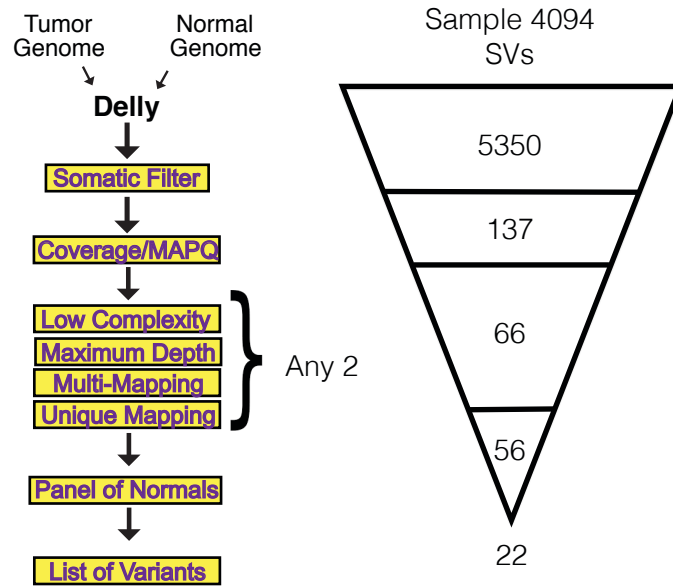 Tumor
Genome
Normal
Genome
Delly
Somatic Filter
Coverage/MAPQ
Low Complexity
Maximum Depth
Multi-Mapping
Unique Mapping
Any 2
Panel of Normals
List of Variants
Sample 4094
SVs
5350
137
66
56
22